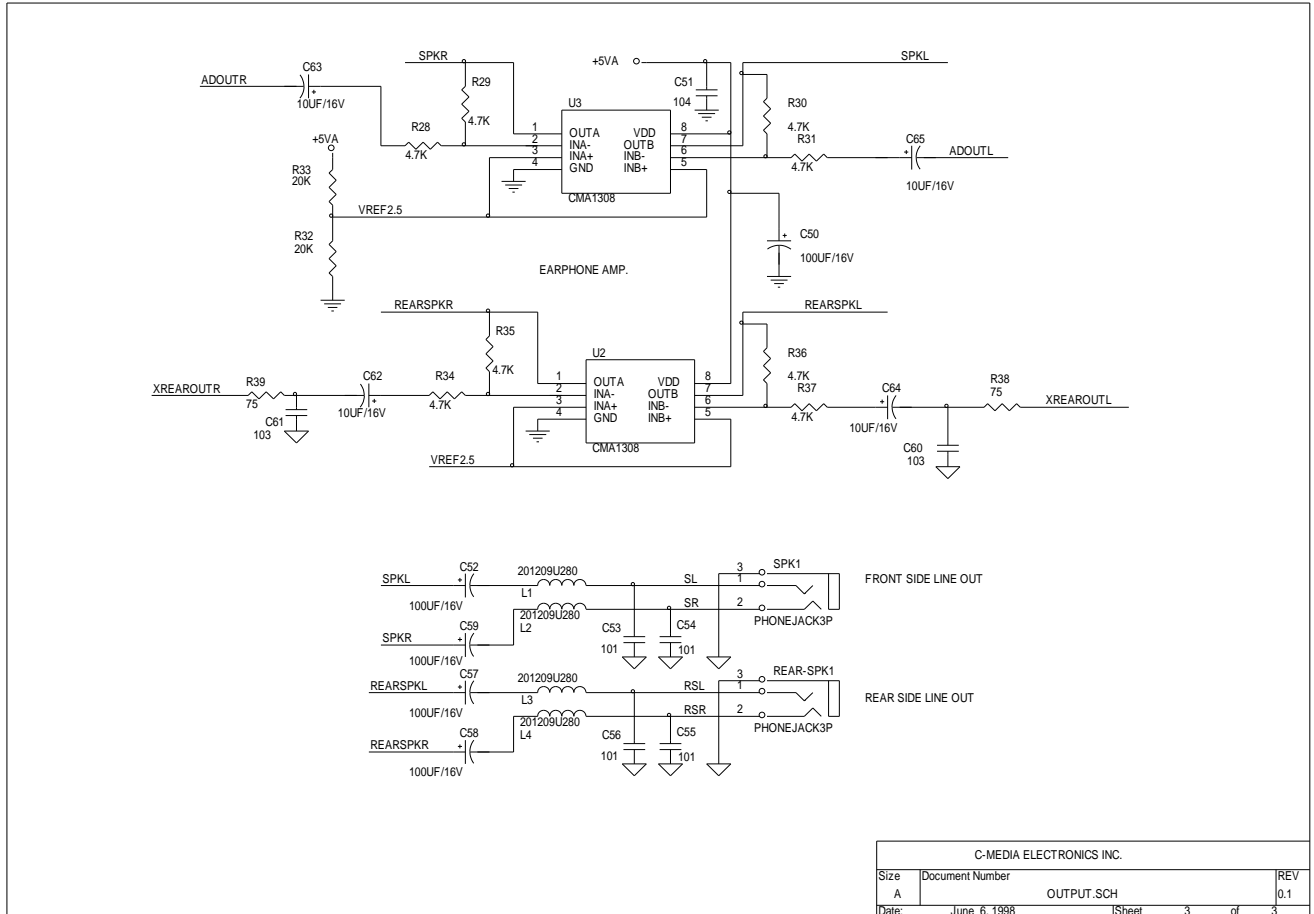 SPKR
+5VA
SPKL
ADOUTR
C63
10UF/16V
R29
4.7K
C51
104
R30
4.7K
U3
R28
4.7K
1 OUTA VDD 8
2 INA- OUTB 7
3 INA+ INB- 6
4 GND INB+ 5
CMA1308
R31
4.7K
C65
10UF/16V
ADOUTL
+5VA
R33
20K
VREF2.5
R32
20K
C50
100UF/16V
EARPHONE AMP.
REARSPKR
REARSPKL
R35
4.7K
U2
R36
4.7K
XREAROUTR
R39
75
C61
103
C62
10UF/16V
R34
4.7K
1 OUTA VDD 8
2 INA- OUTB 7
3 INA+ INB- 6
4 GND INB+ 5
CMA1308
R37
4.7K
C64
10UF/16V
R38
75
XREAROUTL
C60
103
VREF2.5
SPKL
C52
100UF/16V
201209U280
L1
SL
3
1
SPK1
FRONT SIDE LINE OUT
201209U280
L2
SR
2
PHONEJACK3P
SPKR
C59
100UF/16V
C53
101
C54
101
REARSPKL
C57
100UF/16V
201209U280
L3
RSL
3
1
REAR-SPK1
REAR SIDE LINE OUT
201209U280
L4
RSR
2
PHONEJACK3P
REARSPKR
C58
100UF/16V
C56
101
C55
101
C-MEDIA ELECTRONICS INC.
Size Document Number REV
A OUTPUT.SCH 0.1
Date: June 6, 1998 Sheet 3 of 3